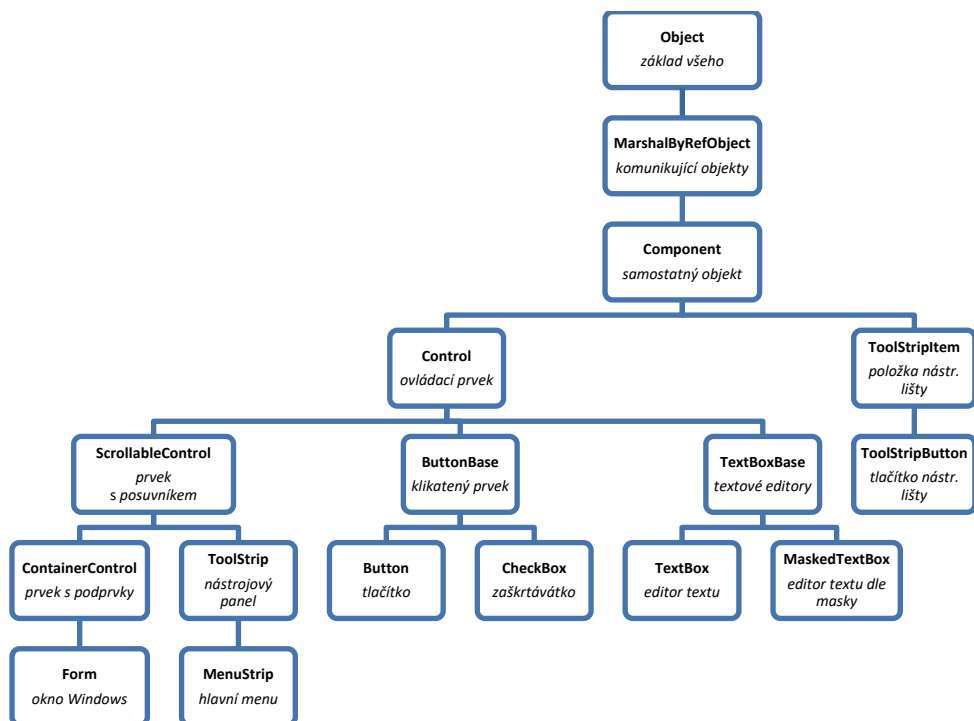 Object
základ všeho
MarshalByRefObject
komunikující objekty
Component
samostatný objekt
Control
ovládací prvek
ToolStripItem
položka nástr.
lišty
ScrollableControl
prvek
s posuvníkem
ButtonBase
klikatený prvek
TextBoxBase
textové editory
ToolStripButton
tlačítko nástr.
lišty
ContainerControl
prvek s podprvky
ToolStrip
nástrojový
panel
Button
tlačítko
CheckBox
zaškrtávátko
TextBox
editor textu
MaskedTextBox
editor textu dle
masky
Form
okno Windows
MenuStrip
hlavní menu